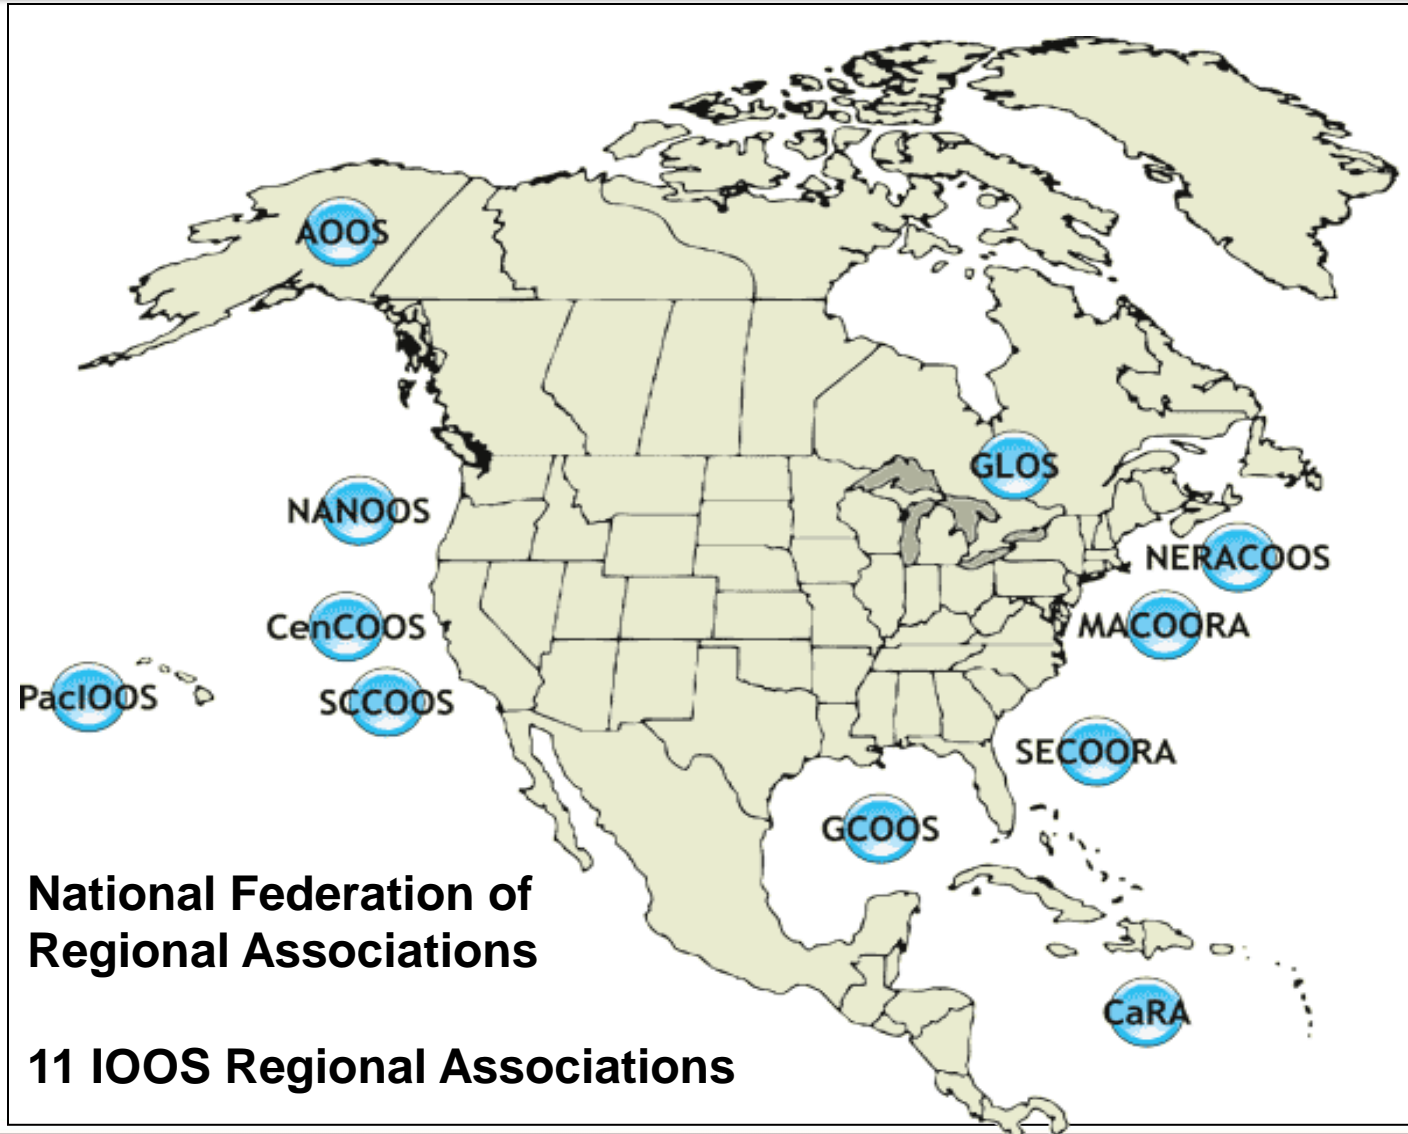 AOOS
GLOS
NANOOS
NERACOOS
CenCOOS
MACOORA
PacIOOS
SCCOOS
SECOORA
GCOOS
National Federation of
Regional Associations
CaRA
11 IOOS Regional Associations